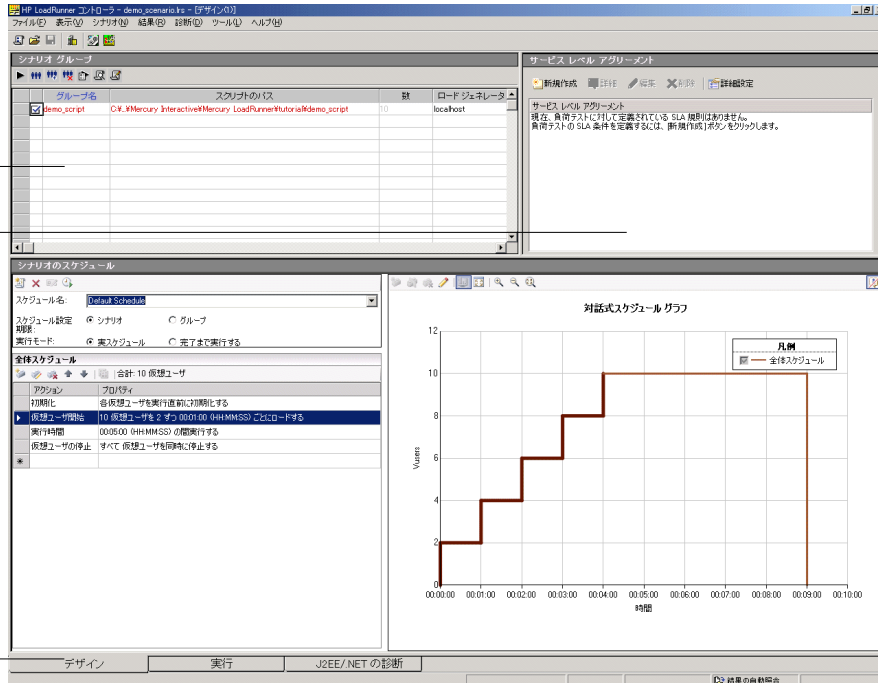 HP LoadRunner コントローラ - demo_scenario.lrs - [デザイン(1)]
ファイル(F) 表示(V) シナリオ(N) 結果(R) 診断(D) ツール(L) ヘルプ(H)
シナリオ グループ
グループ名 スクリプトのパス 数 ロード ジェネレータ
demo_script C:¥..¥Mercury Interactive¥Mercury LoadRunner¥tutorial¥demo_script 10 localhost
サービス レベル アグリーメント
新規作成 詳細 編集 削除 詳細設定
サービス レベル アグリーメント
現在、負荷テストに対して定義されている SLA 規則はありません。
負荷テストの SLA 条件を定義するには、[新規作成]ボタンをクリックします。
シナリオのスケジュール
スケジュール名: Default Schedule
スケジュール設定期限: シナリオ グループ
実行モード: 実スケジュール 完了まで実行する
全体スケジュール
合計: 10 仮想ユーザ
アクション プロパティ
初期化 各仮想ユーザを実行直前に初期化する
仮想ユーザ開始 10 仮想ユーザを 2 ずつ 00:01:00 (HH:MM:SS) ごとにロードする
実行時間 00:05:00 (HH:MM:SS) の間実行する
仮想ユーザの停止 すべて 仮想ユーザを同時に停止する
対話式スケジュール グラフ
凡例
全体スケジュール
Vusers
12
10
8
6
4
2
0
00:00:00 00:01:00 00:02:00 00:03:00 00:04:00 00:05:00 00:06:00 00:07:00 00:08:00 00:09:00 00:10:00
時間
デザイン 実行 J2EE/.NET の診断
結果の自動照合